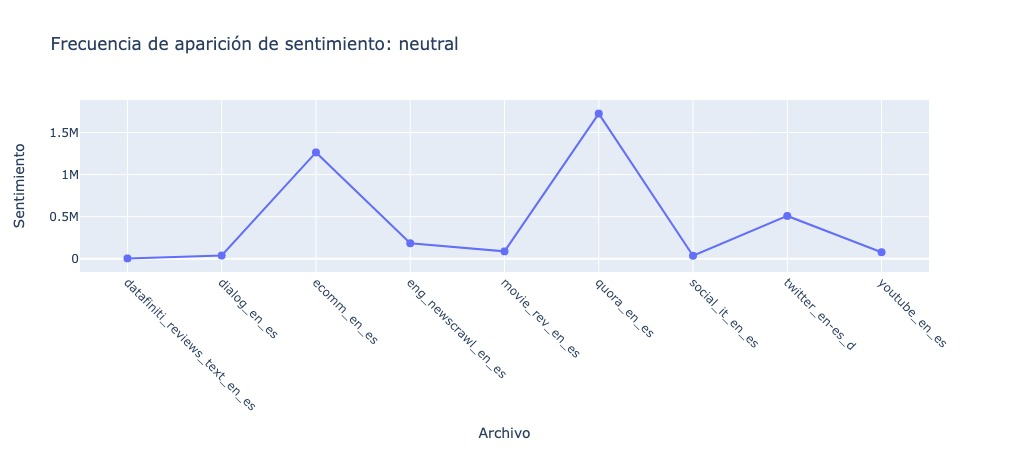 Frecuencia de aparición de sentimiento: neutral
Sentimiento
1.5M
1M
0.5M
0
datafiniti_reviews_text_en_es
dialog_en_es
ecomm_en_es
eng_newscrawl_en_es
movie_rev_en_es
quora_en_es
social_it_en_es
twitter_en-es_d
youtube_en_es
Archivo